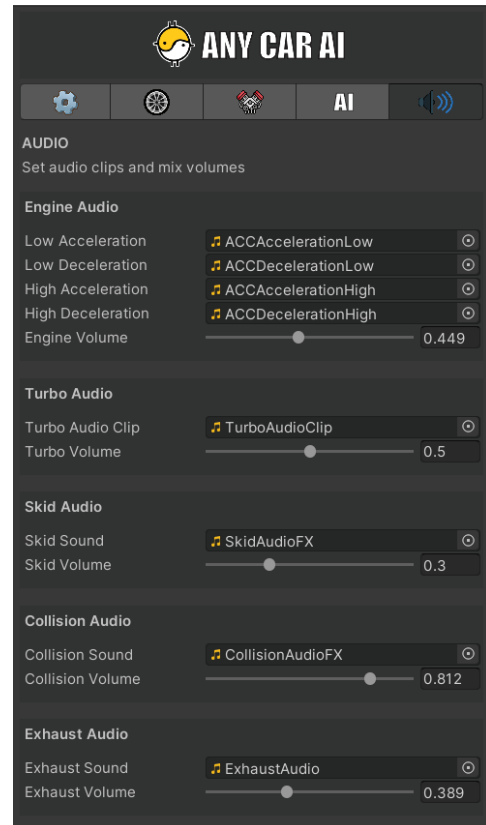 ANY CAR AI
AI
AUDIO
Set audio clips and mix volumes
Engine Audio
Low Acceleration ACCAccelerationLow
Low Deceleration ACCDecelerationLow
High Acceleration ACCAccelerationHigh
High Deceleration ACCDecelerationHigh
Engine Volume 0.449
Turbo Audio
Turbo Audio Clip TurboAudioClip
Turbo Volume 0.5
Skid Audio
Skid Sound SkidAudioFX
Skid Volume 0.3
Collision Audio
Collision Sound CollisionAudioFX
Collision Volume 0.812
Exhaust Audio
Exhaust Sound ExhaustAudio
Exhaust Volume 0.389